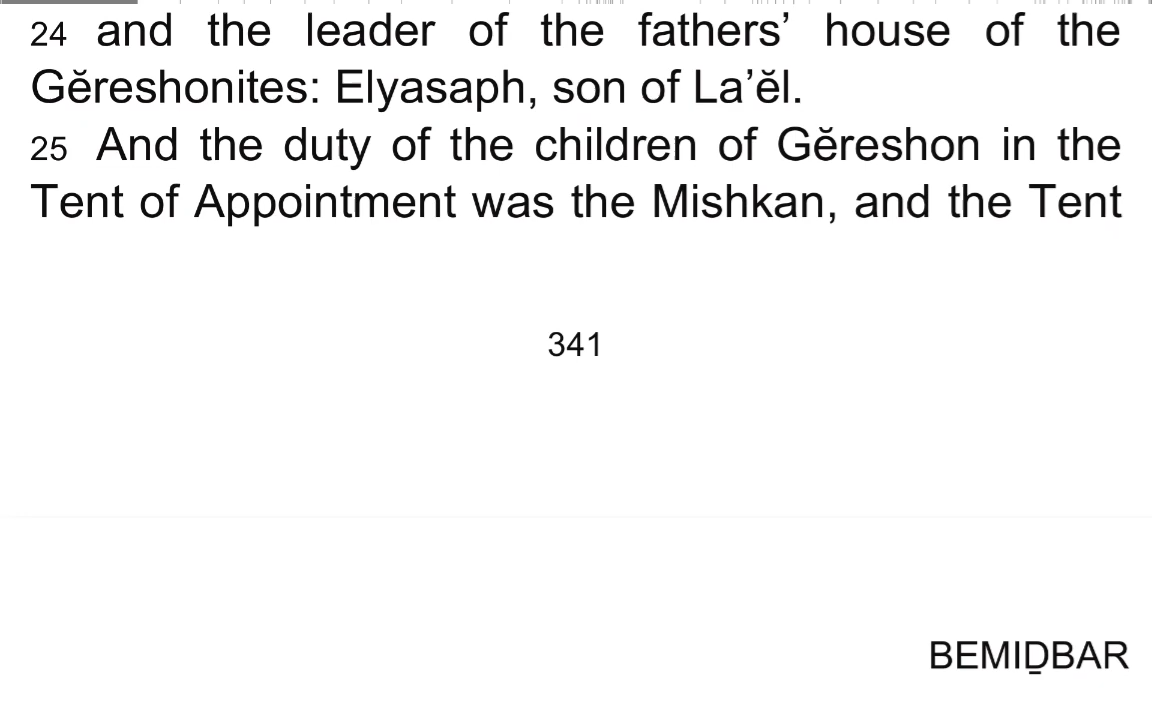 24 and the leader of the fathers’ house of the
Gĕreshonites: Elyasaph, son of La’ĕl.
25 And the duty of the children of Gĕreshon in the
Tent of Appointment was the Mishkan, and the Tent
341
BEMIḎBAR